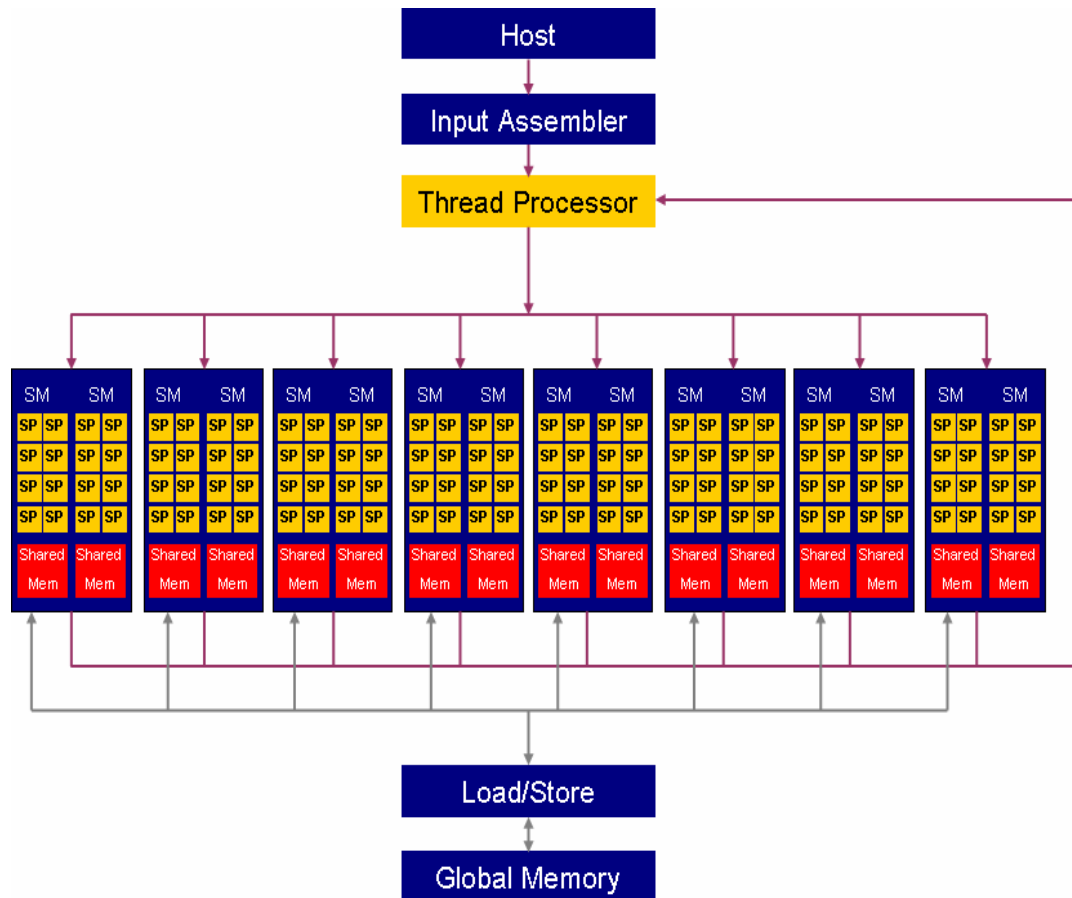 Host
Input Assembler
Thread Processor
SM SM SM SM SM SM SM SM SM SM SM SM SM SM SM SM
SP SP SP SP SP SP SP SP SP SP SP SP SP SP SP SP SP SP SP SP SP SP SP SP SP SP SP SP SP SP SP SP
SP SP SP SP SP SP SP SP SP SP SP SP SP SP SP SP SP SP SP SP SP SP SP SP SP SP SP SP SP SP SP SP
SP SP SP SP SP SP SP SP SP SP SP SP SP SP SP SP SP SP SP SP SP SP SP SP SP SP SP SP SP SP SP SP
SP SP SP SP SP SP SP SP SP SP SP SP SP SP SP SP SP SP SP SP SP SP SP SP SP SP SP SP SP SP SP SP
Shared Shared Shared Shared Shared Shared Shared Shared Shared Shared Shared Shared Shared Shared Shared Shared
Mem Mem Mem Mem Mem Mem Mem Mem Mem Mem Mem Mem Mem Mem Mem Mem
Load/Store
Global Memory